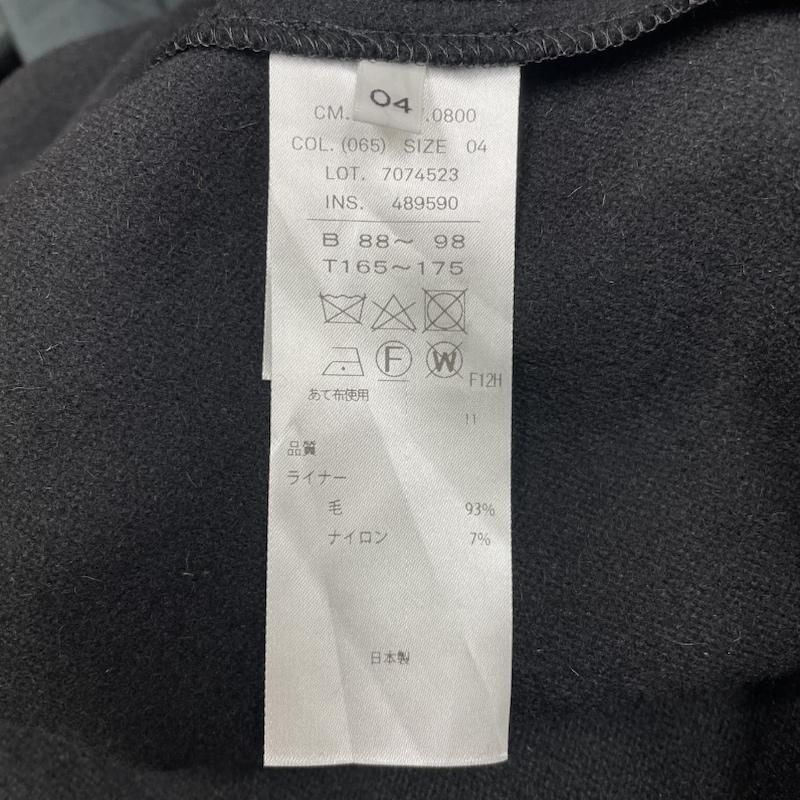 04
CM. .0800
COL. (065) SIZE 04
LOT. 7074523
INS. 489590
B 88～ 98
T165～175
F W
F12H
あて布使用
11
品質
ライナー
毛 93%
ナイロン 7%
日本製